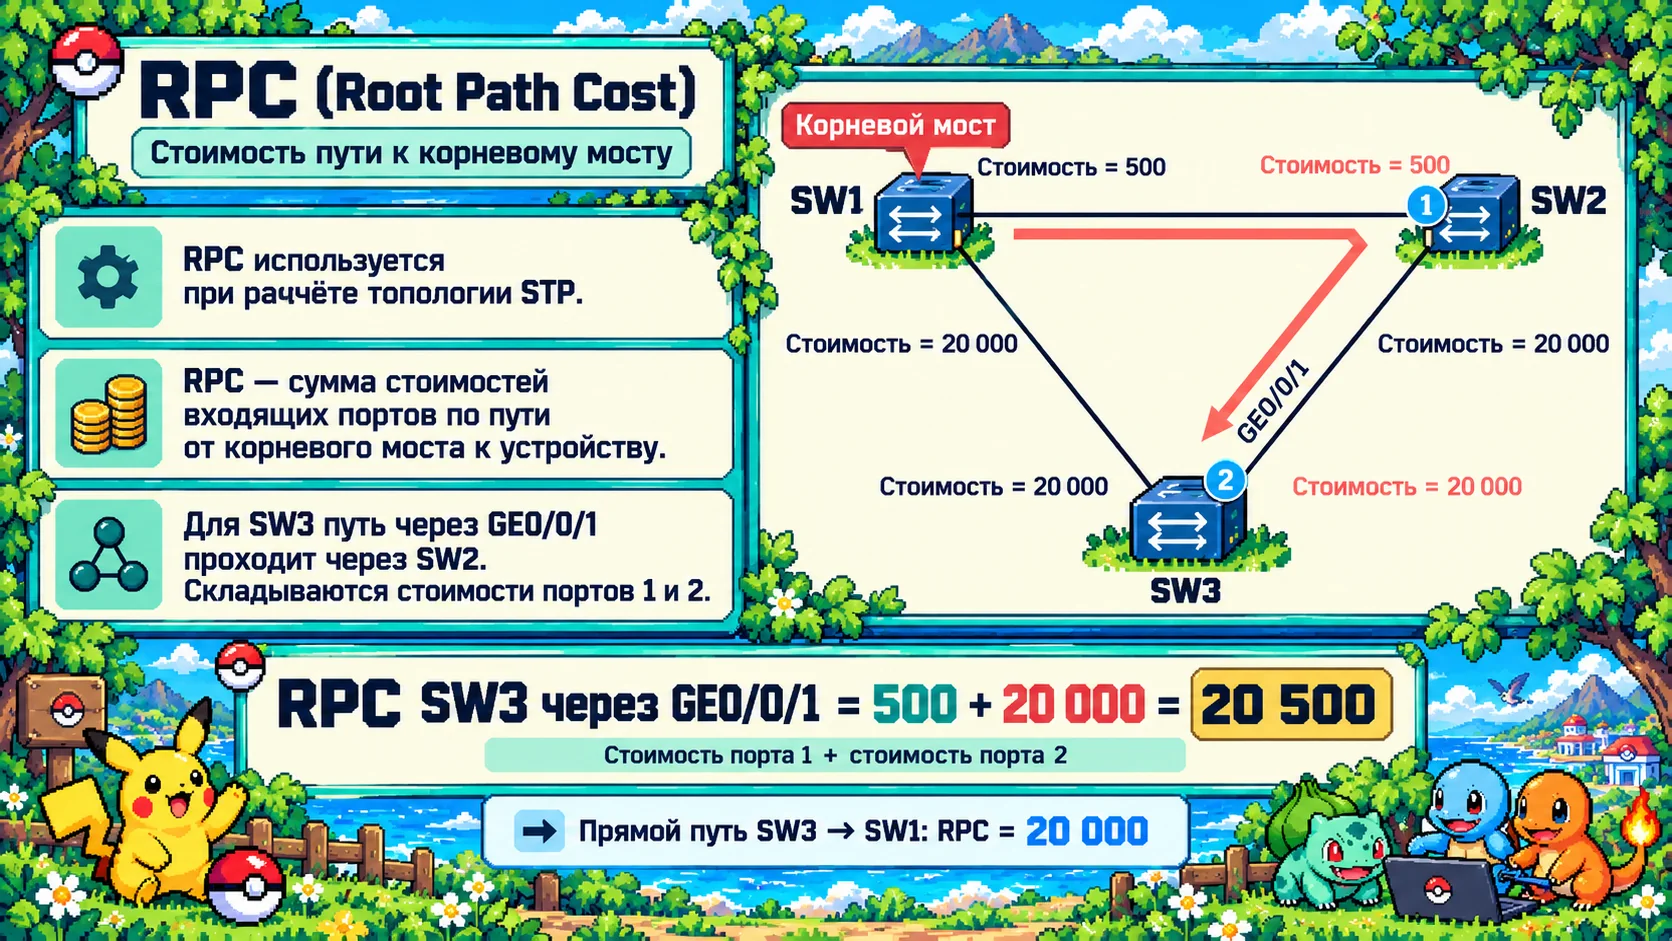 RPC (Root Path Cost)
Стоимость пути к корневому мосту
RPC используется
при раčчёте топологии STP.
RPC — сумма стоимостей
входящих портов по пути
от корневого моста к устройству.
Для SW3 путь через GE0/0/1
проходит через SW2.
Складываются стоимости портов 1 и 2.
Корневой мост
Стоимость = 500
Стоимость = 500
SW1
1
SW2
Стоимость = 20 000
Стоимость = 20 000
GE0/0/1
Стоимость = 20 000
2
Стоимость = 20 000
SW3
RPC SW3 через GE0/0/1 = 500 + 20 000 = 20 500
Стоимость порта 1 + стоимость порта 2
→ Прямой путь SW3 → SW1: RPC = 20 000